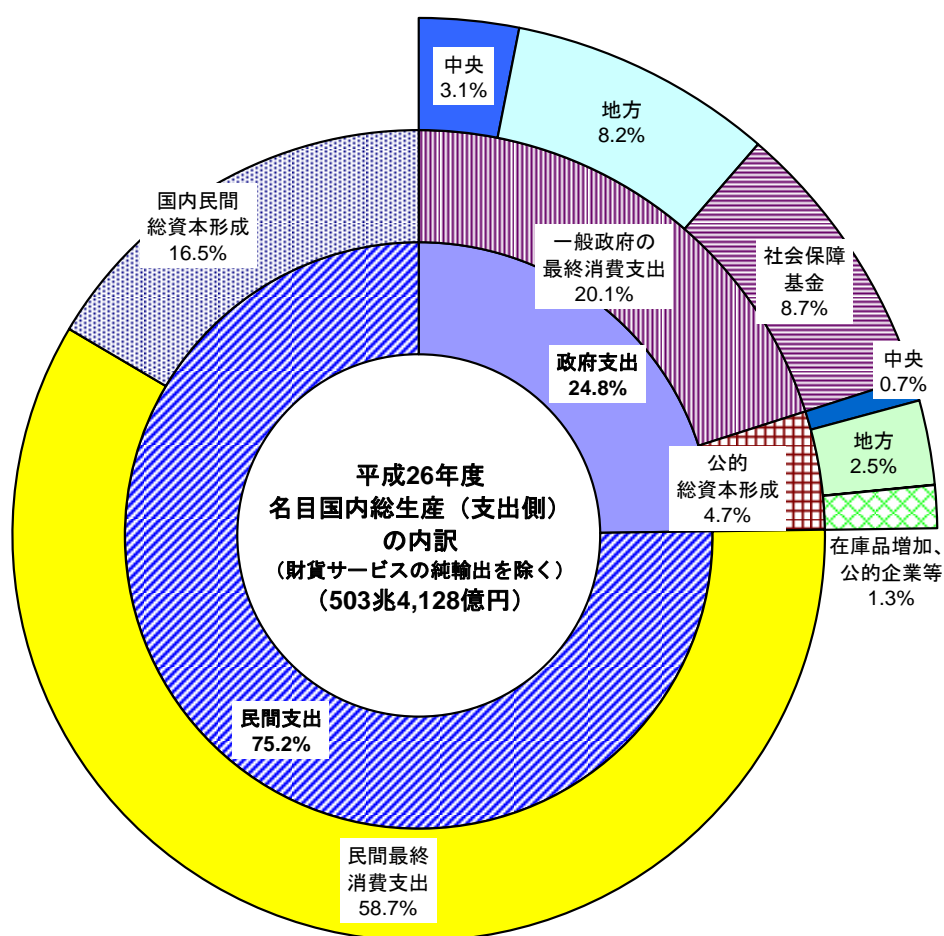 中央
3.1%
地方
8.2%
国内民間
総資本形成
16.5%
一般政府の
最終消費支出
20.1%
社会保障
基金
8.7%
政府支出
24.8%
中央
0.7%
地方
2.5%
公的
総資本形成
4.7%
平成26年度
名目国内総生産（支出側）
の内訳
（財貨サービスの純輸出を除く）
（503兆4,128億円）
在庫品増加、
公的企業等
1.3%
民間支出
75.2%
民間最終
消費支出
58.7%